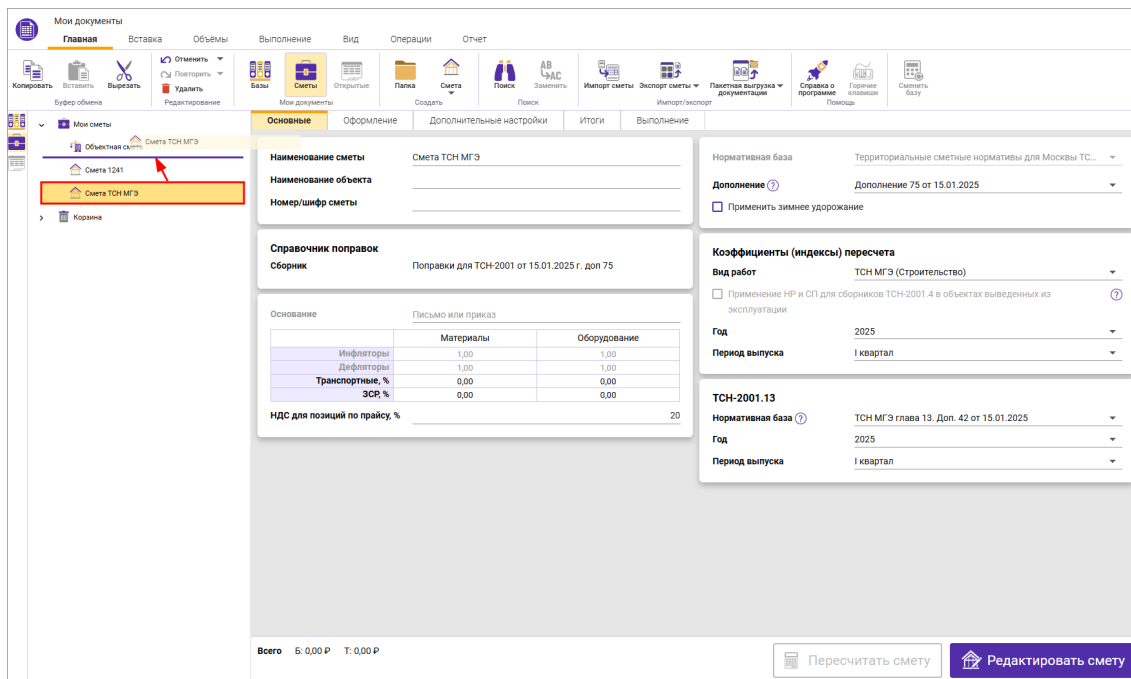 Мои документы
Главная Вставка Объёмы Выполнение Вид Операции Отчет
Копировать Вставить Вырезать
Отменить
Повторить
Удалить
Базы Сметы Открытые Папка Смета Поиск Заменить Импорт сметы Экспорт сметы Пакетная выгрузка документации Справка о программе Горячие клавиши Сменить базу
AB
AC
Буфер обмена Редактирование Мои документы Создать Поиск Импорт/экспорт Помощь
Мои сметы
Объектная см
Смета ТСН МГЭ
Смета 1241
Смета ТСН МГЭ
Корзина
Основные Оформление Дополнительные настройки Итоги Выполнение
Наименование сметы Смета ТСН МГЭ
Наименование объекта
Номер/шифр сметы
Справочник поправок
Сборник Поправки для ТСН-2001 от 15.01.2025 г. доп 75
Основание Письмо или приказ
Материалы Оборудование
Инфляторы 1,00 1,00
Дефляторы 1,00 1,00
Транспортные, % 0,00 0,00
ЗСР, % 0,00 0,00
НДС для позиций по прайсу, % 20
Нормативная база Территориальные сметные нормативы для Москвы ТС...
Дополнение ? Дополнение 75 от 15.01.2025
Применить зимнее удорожание
Коэффициенты (индексы) пересчета
Вид работ ТСН МГЭ (Строительство)
Применение НР и СП для сборников ТСН-2001.4 в объектах выведенных из ?
эксплуатации
Год 2025
Период выпуска I квартал
ТСН-2001.13
Нормативная база ? ТСН МГЭ глава 13. Доп. 42 от 15.01.2025
Год 2025
Период выпуска I квартал
Всего Б: 0,00 ₽ Т: 0,00 ₽
Пересчитать смету Редактировать смету